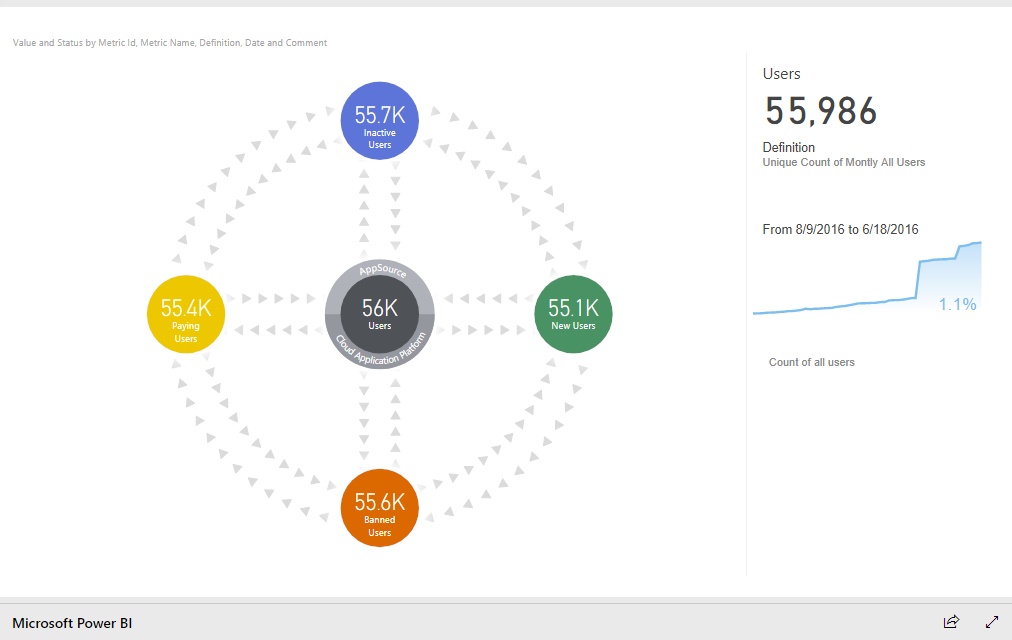 Value and Status by Metric Id, Metric Name, Definition, Date and Comment
55.7K
Inactive
Users
55.4K
Paying
Users
AppSource
56K
Users
Cloud Application Platform
55.1K
New Users
55.6K
Banned
Users
Users
55,986
Definition
Unique Count of Montly All Users
From 8/9/2016 to 6/18/2016
1.1%
Count of all users
Microsoft Power BI